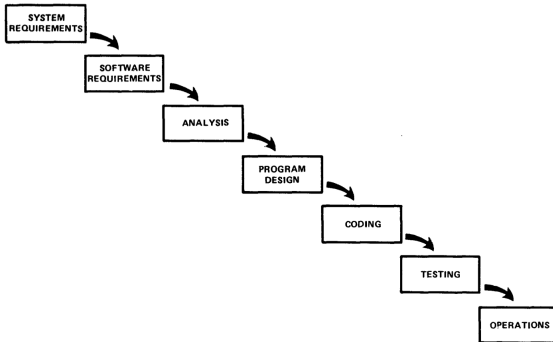 SYSTEM
REQUIREMENTS
SOFTWARE
REQUIREMENTS
ANALYSIS
PROGRAM
DESIGN
CODING
TESTING
OPERATIONS